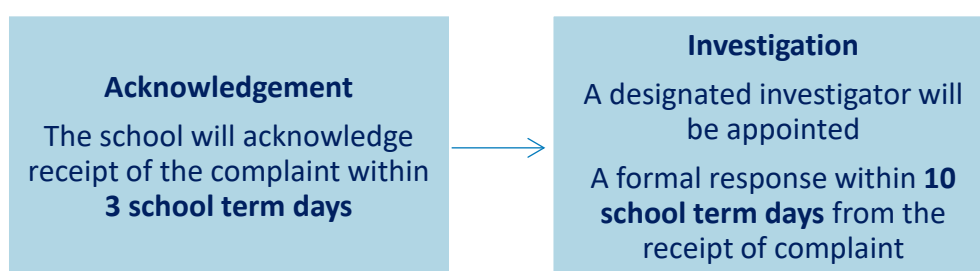 Acknowledgement
The school will acknowledge
receipt of the complaint within
3 school term days
Investigation
A designated investigator will
be appointed
A formal response within 10
school term days from the
receipt of complaint